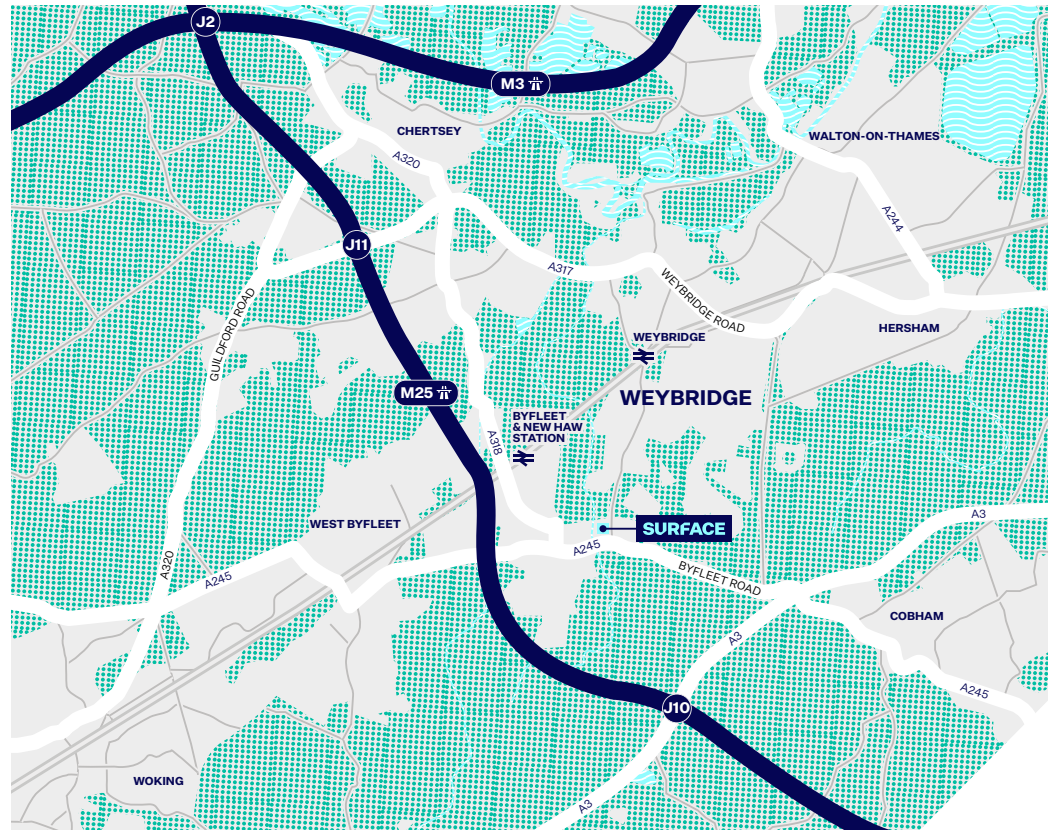 J2
M3
CHERTSEY
WALTON-ON-THAMES
A320
A244
J11
A317
WEYBRIDGE ROAD
GUILDFORD ROAD
HERSHAM
WEYBRIDGE
M25
WEYBRIDGE
BYFLEET
& NEW HAW
STATION
A318
A3
WEST BYFLEET
SURFACE
A245
A320
A245
BYFLEET ROAD
COBHAM
A3
A245
J10
WOKING
A3